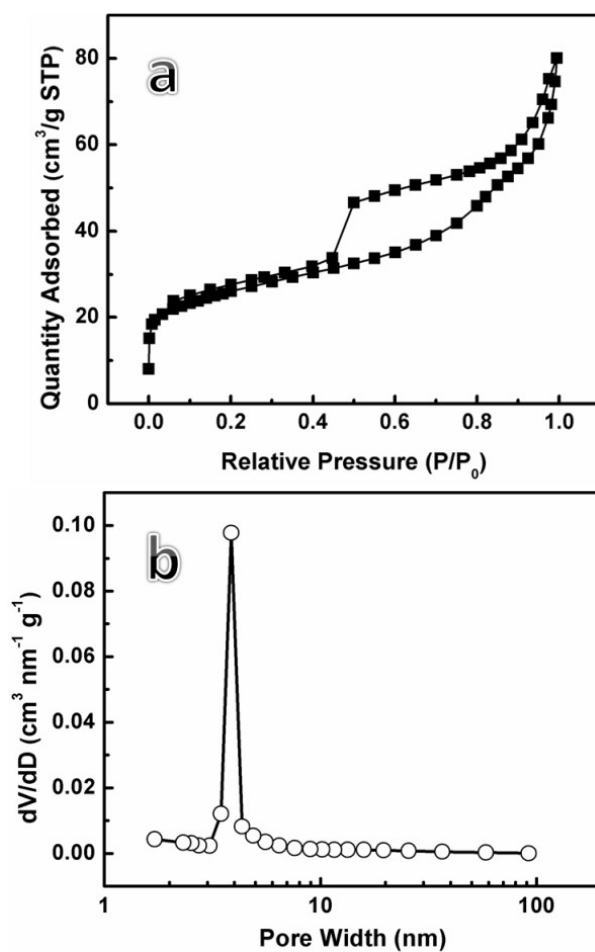 a
Quantity Adsorbed (cm³/g STP)
80
60
40
20
0
0.0 0.2 0.4 0.6 0.8 1.0
Relative Pressure (P/P₀)
b
dV/dD (cm³ nm⁻¹ g⁻¹)
0.10
0.08
0.06
0.04
0.02
0.00
1 10 100
Pore Width (nm)